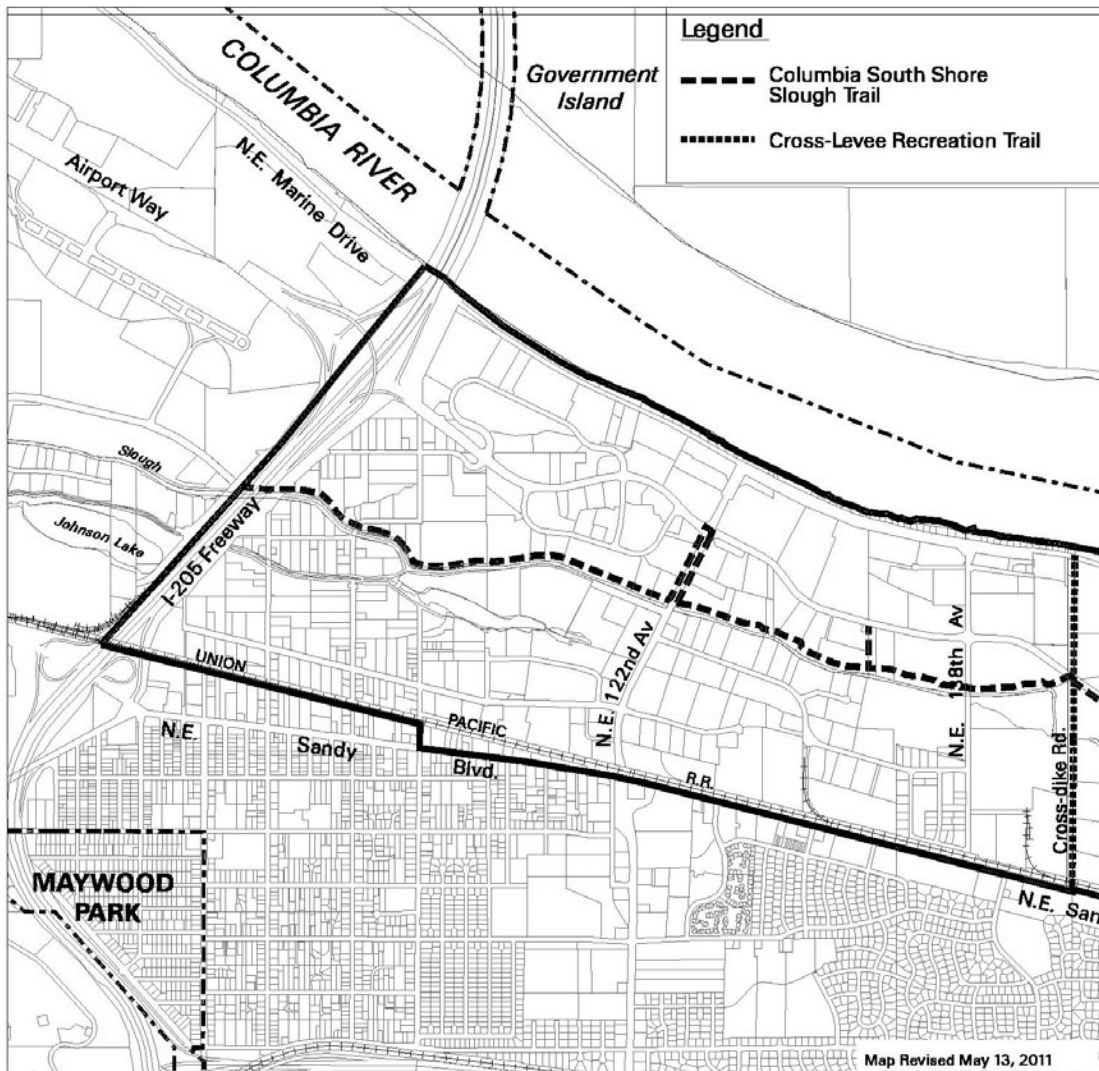 Legend
Columbia South Shore
Slough Trail
Cross-Levee Recreation Trail
COLUMBIA RIVER
Government
Island
N.E. Marine Drive
Airport Way
Slough
Johnson Lake
I-205 Freeway
UNION
PACIFIC
R.R.
N.E. 122nd Av
N.E. 138th Av
Cross-dike Rd.
N.E.
Sandy
Blvd.
N.E. San
MAYWOOD
PARK
Map Revised May 13, 2011